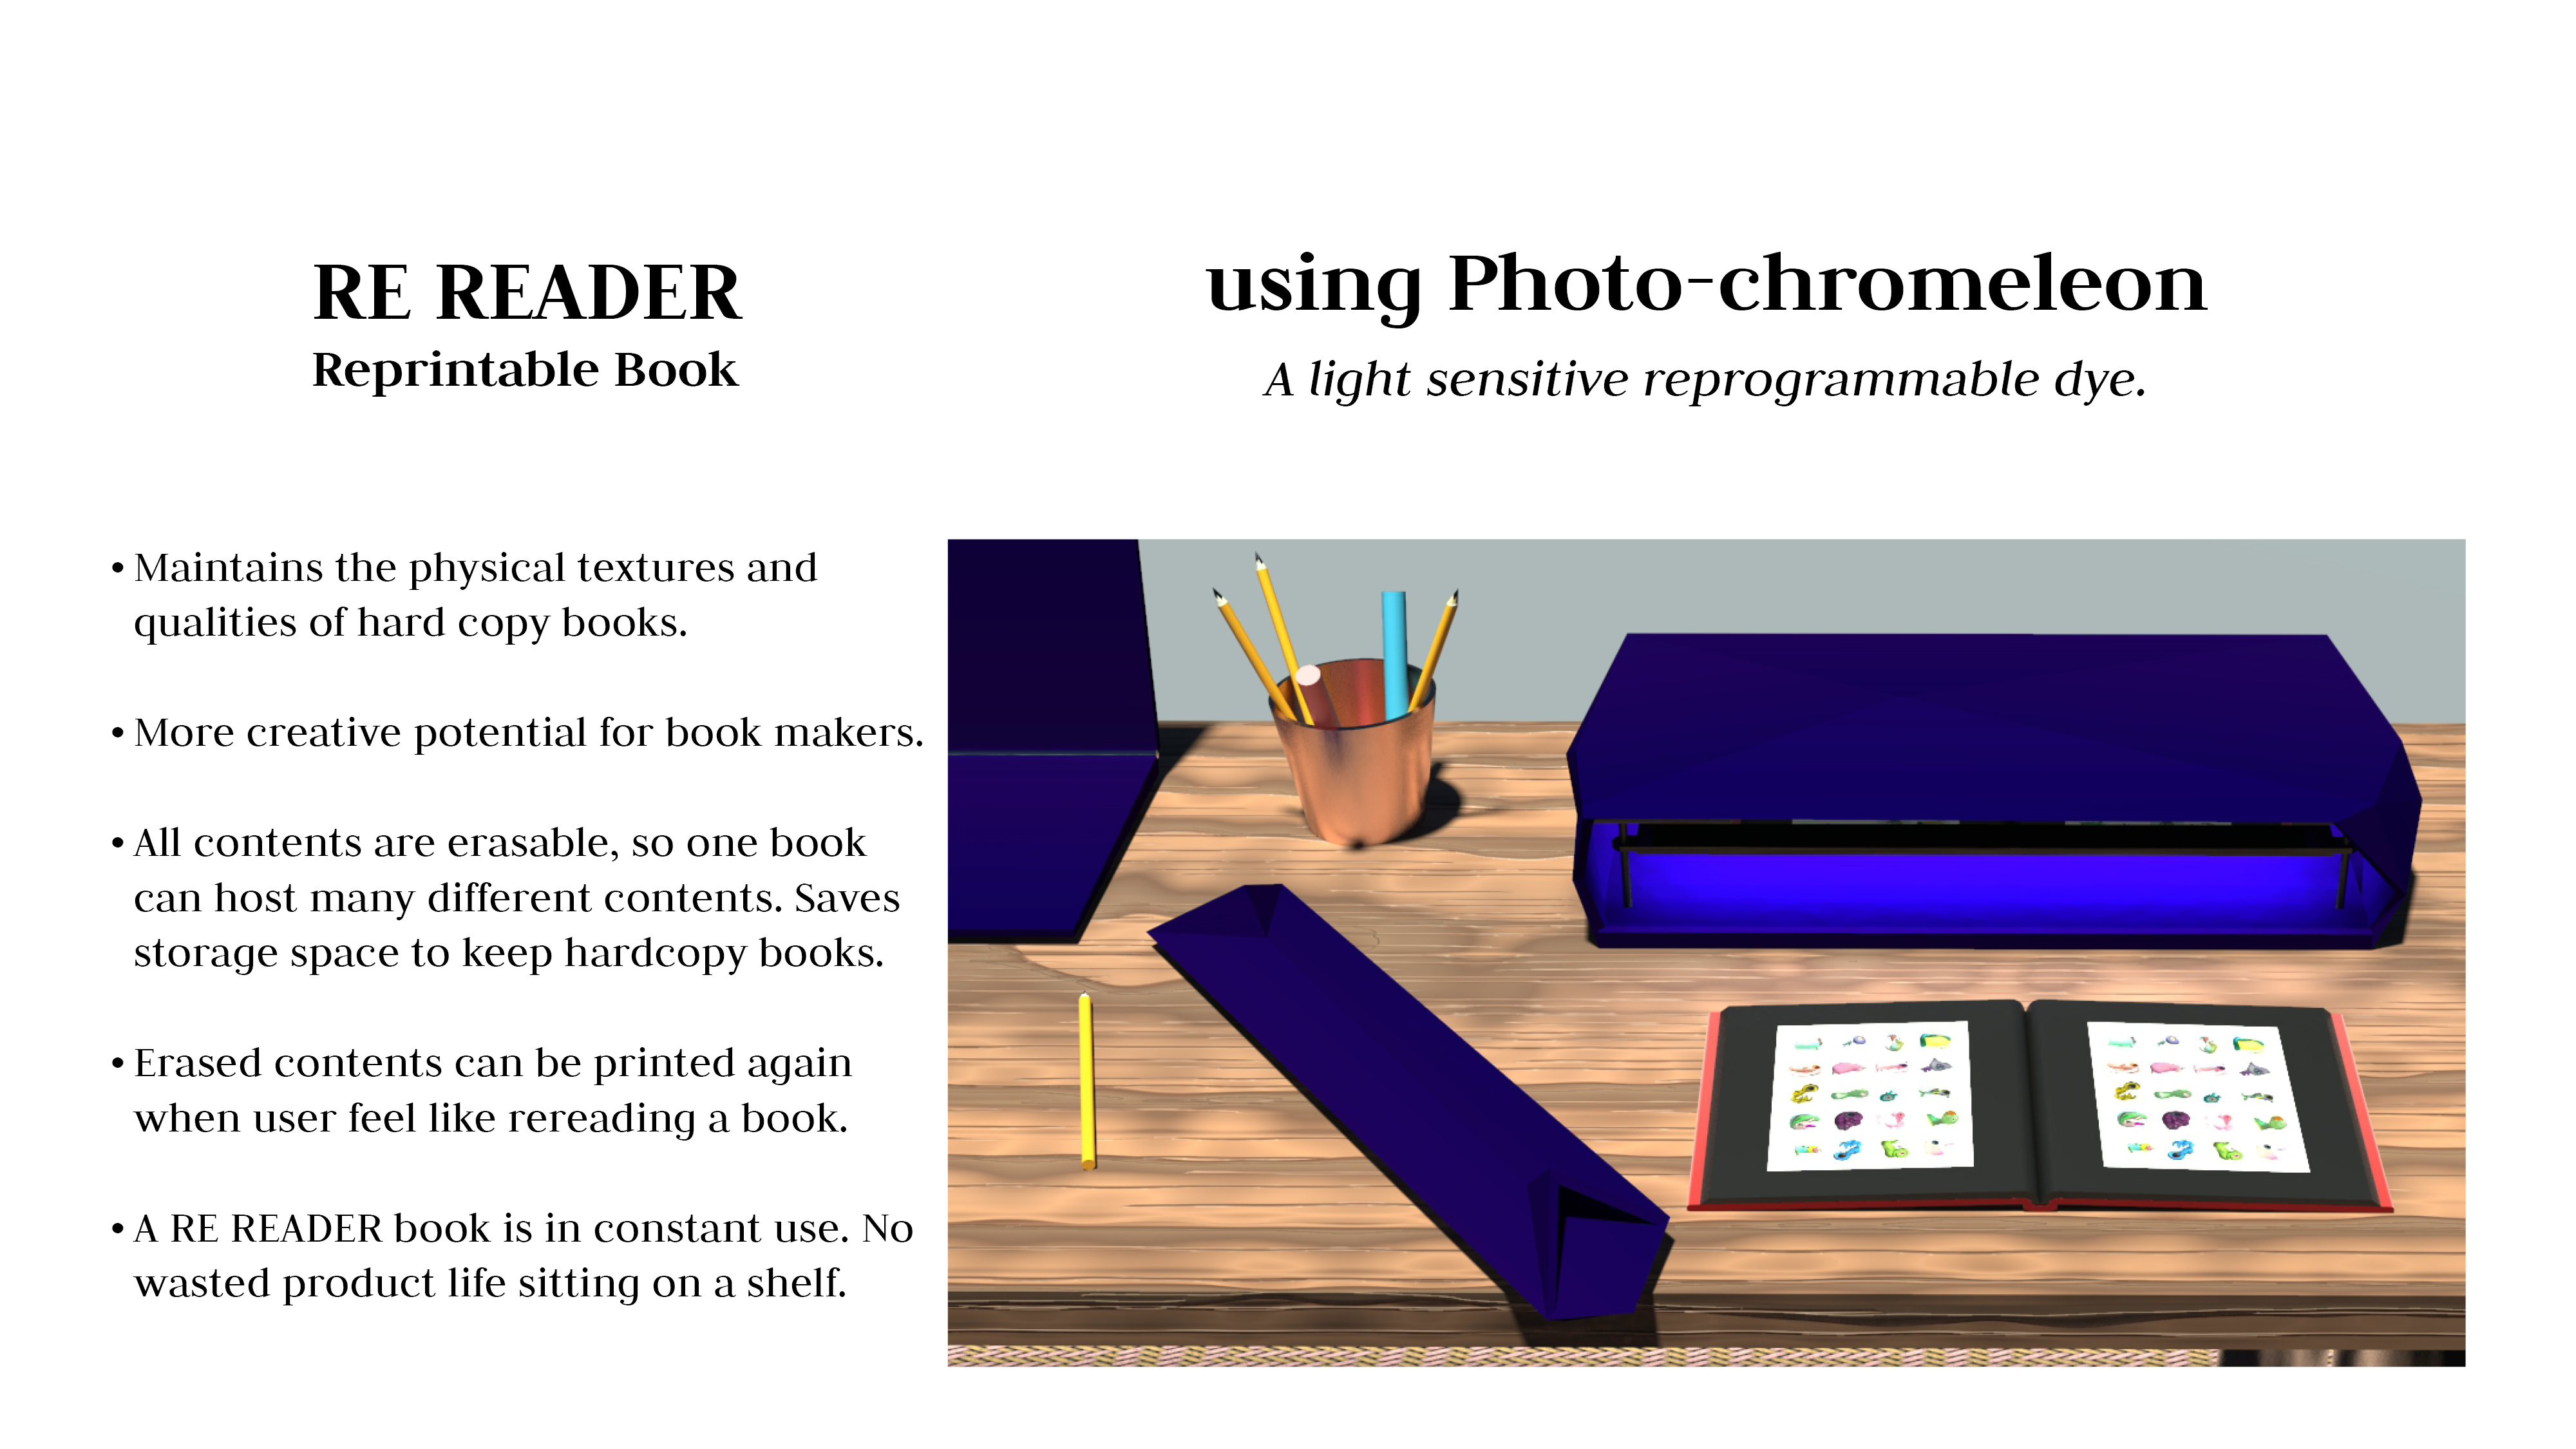 RE READER
Reprintable Book
using Photo-chromeleon
A light sensitive reprogrammable dye.
• Maintains the physical textures and
qualities of hard copy books.
• More creative potential for book makers.
• All contents are erasable, so one book
can host many different contents. Saves
storage space to keep hardcopy books.
• Erased contents can be printed again
when user feel like rereading a book.
• A RE READER book is in constant use. No
wasted product life sitting on a shelf.